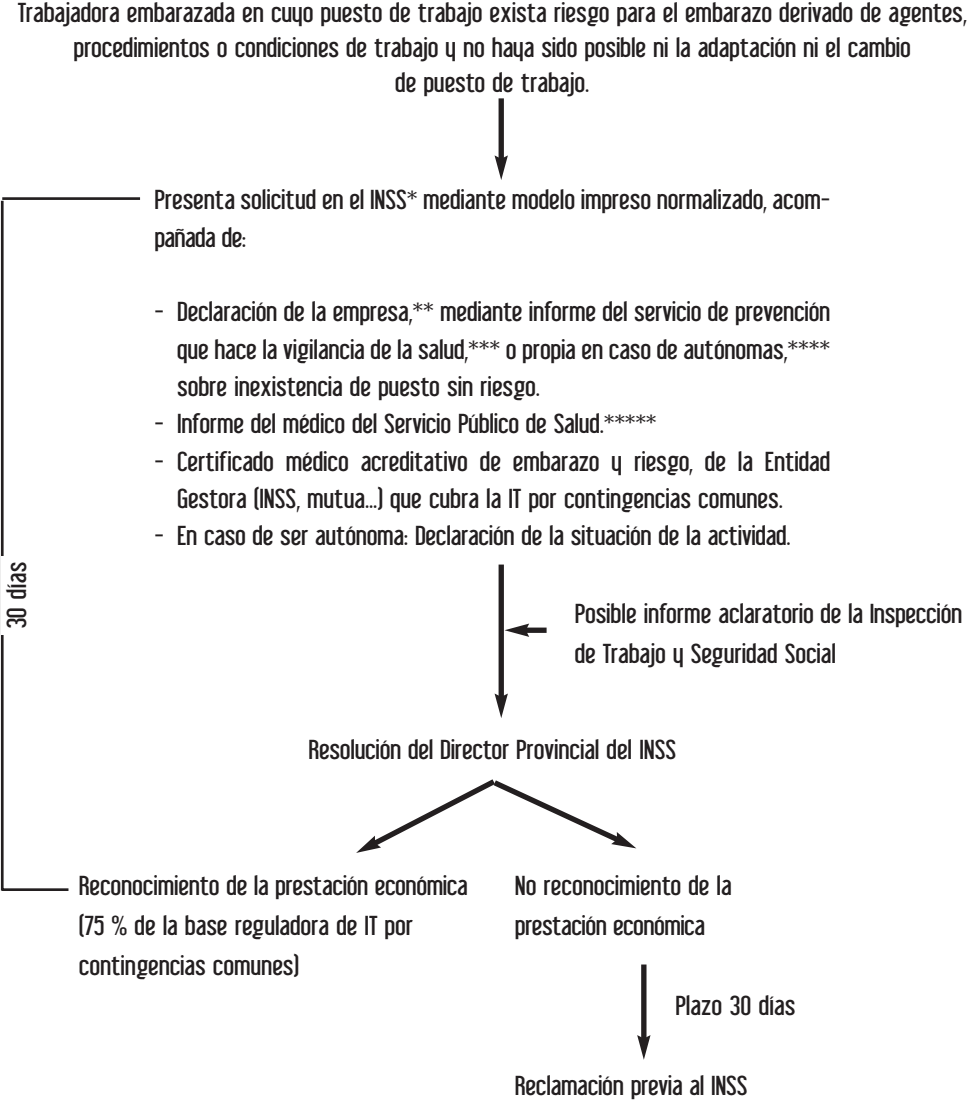 Trabajadora embarazada en cuyo puesto de trabajo exista riesgo para el embarazo derivado de agentes,
procedimientos o condiciones de trabajo y no haya sido posible ni la adaptación ni el cambio
de puesto de trabajo.
Presenta solicitud en el INSS* mediante modelo impreso normalizado, acom-
pañada de:
- Declaración de la empresa,** mediante informe del servicio de prevención
que hace la vigilancia de la salud,*** o propia en caso de autónomas,****
sobre inexistencia de puesto sin riesgo.
- Informe del médico del Servicio Público de Salud.*****
- Certificado médico acreditativo de embarazo y riesgo, de la Entidad
Gestora (INSS, mutua...) que cubra la IT por contingencias comunes.
- En caso de ser autónoma: Declaración de la situación de la actividad.
30 días
Posible informe aclaratorio de la Inspección
de Trabajo y Seguridad Social
Resolución del Director Provincial del INSS
Reconocimiento de la prestación económica
(75 % de la base reguladora de IT por
contingencias comunes)
No reconocimiento de la
prestación económica
Plazo 30 días
Reclamación previa al INSS